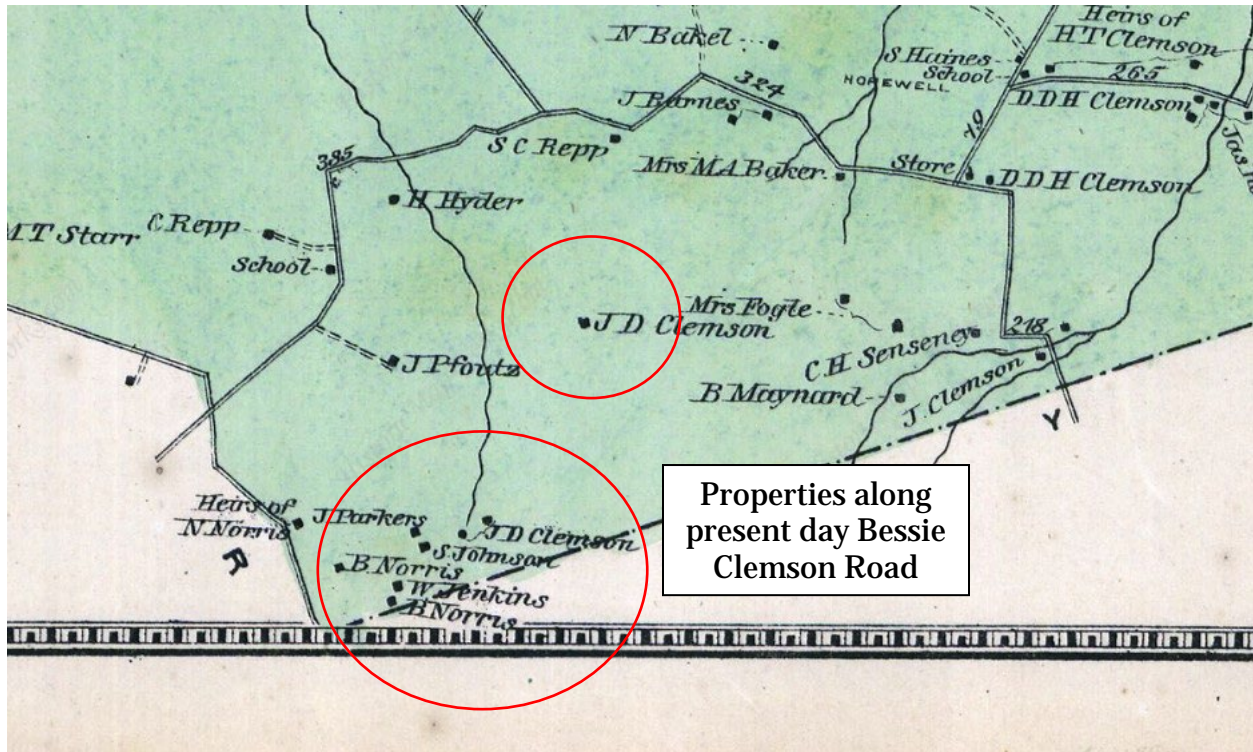 Heirs of
H T Clemson
N Bakel
S Haines
School
HOPEWELL
265
324
D D H Clemson
J Barnes
79
S C Repp
Mrs M A Baker
Store
D D H Clemson
385
H Hyder
C Repp
M T Starr
School
Mrs Fogle
J D Clemson
218
C H Senseney
J Pfoutz
B Maynard
J. Clemson
Y
Properties along
present day Bessie
Clemson Road
Heirs of
N Norris
J Parkers
J D Clemson
S Johnson
R
B. Norris
W Jenkins
B Norris